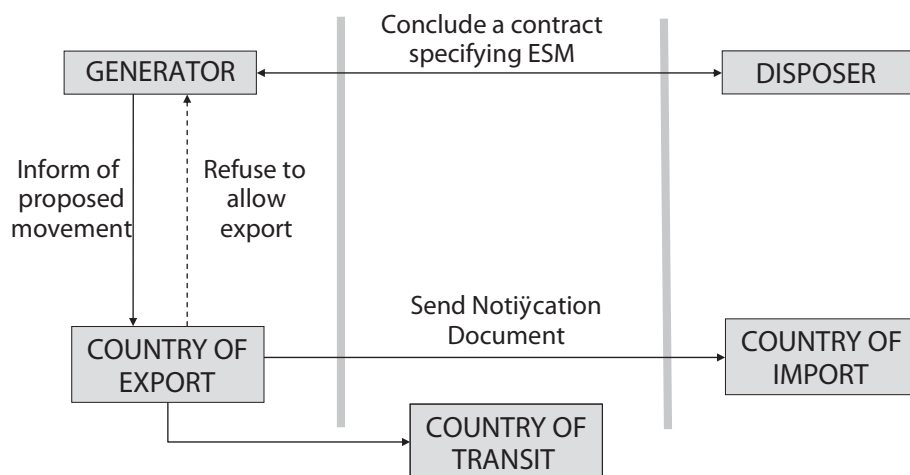 Conclude a contract
specifying ESM
GENERATOR
DISPOSER
Inform of
proposed
movement
Refuse to
allow
export
Send Notiÿcation
Document
COUNTRY OF
EXPORT
COUNTRY OF
IMPORT
COUNTRY OF
TRANSIT